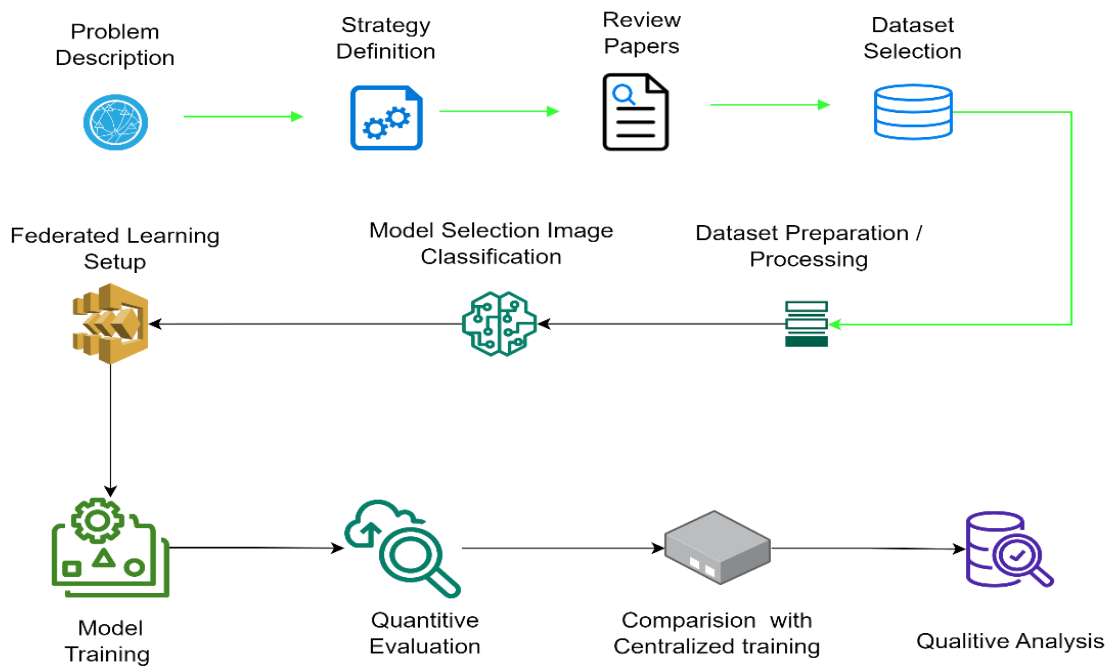 Problem
Description
Strategy
Definition
Review
Papers
Dataset
Selection
Federated Learning
Setup
Model Selection Image
Classification
Dataset Preparation /
Processing
Model
Training
Quantitive
Evaluation
Comparision with
Centralized training
Qualitive Analysis